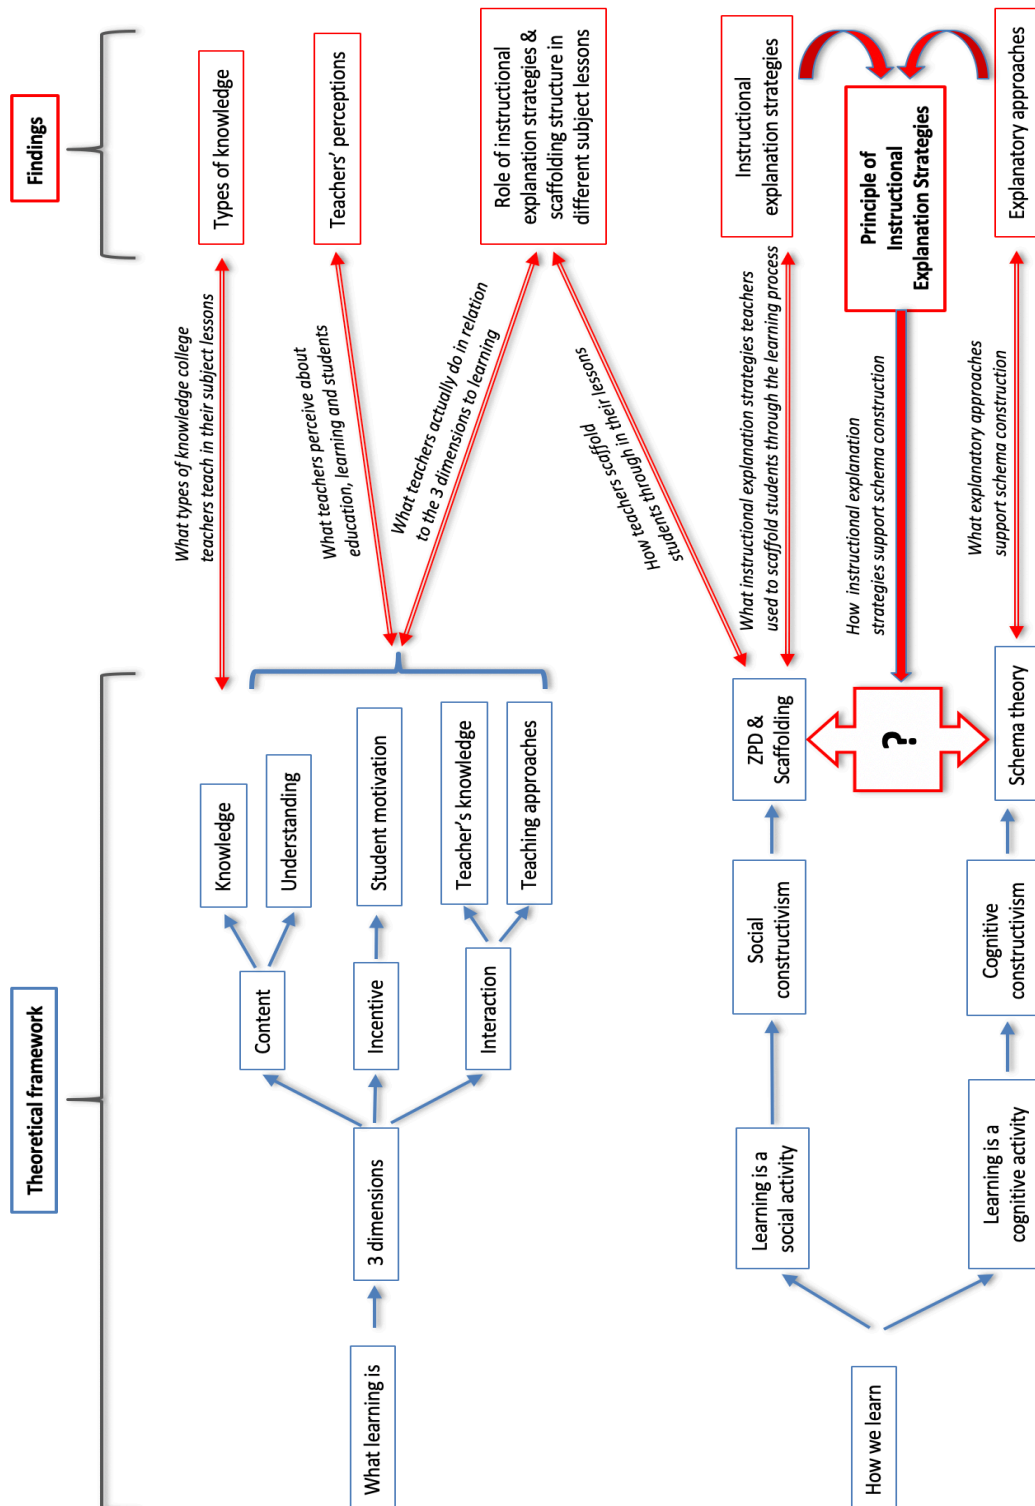 Theoretical framework
Findings
What learning is
3 dimensions
Content
Incentive
Interaction
Knowledge
Understanding
Student motivation
Teacher’s knowledge
Teaching approaches
What types of knowledge college
teachers teach in their subject lessons
What teachers perceive about
education, learning and students
What teachers actually do in relation
to the 3 dimensions to learning
How teachers scaffold
students through in their lessons
Types of knowledge
Teachers’ perceptions
Role of instructional
explanation strategies &
scaffolding structure in
different subject lessons
How we learn
Learning is a
social activity
Social
constructivism
ZPD &
Scaffolding
What instructional explanation strategies teachers
used to scaffold students through the learning process
Instructional
explanation strategies
?
How instructional explanation
strategies support schema construction
Principle of
Instructional
Explanation Strategies
Learning is a
cognitive activity
Cognitive
constructivism
Schema theory
What explanatory approaches
support schema construction
Explanatory approaches